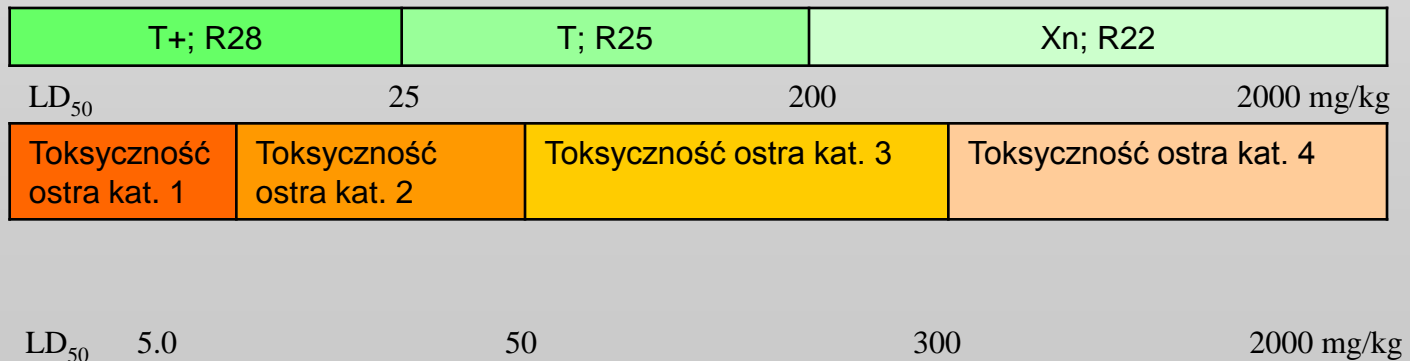 T+; R28 T; R25 Xn; R22
LD50 25 200 2000 mg/kg
Toksyczność Toksyczność Toksyczność ostra kat. 3 Toksyczność ostra kat. 4
ostra kat. 1 ostra kat. 2
LD50 5.0 50 300 2000 mg/kg